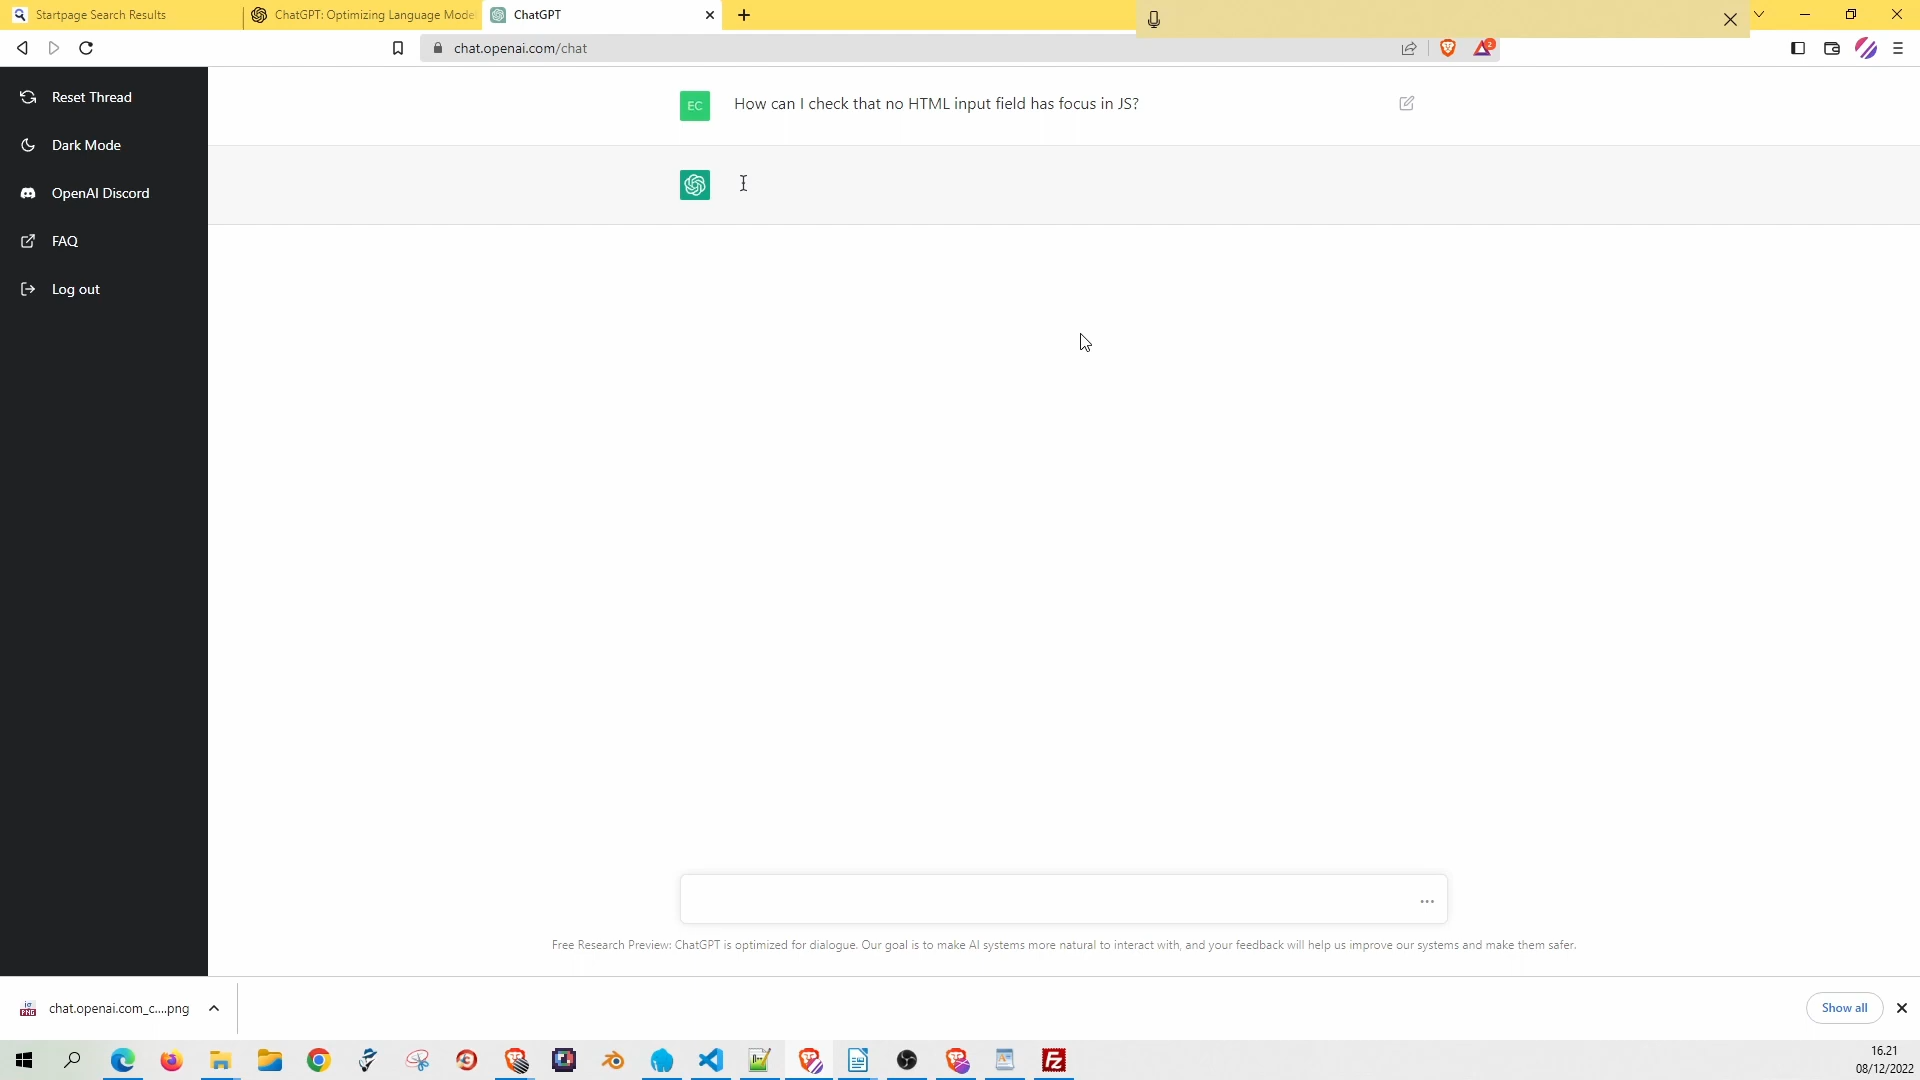 Startpage Search Results
ChatGPT: Optimizing Language Mode
ChatGPT
chat.openai.com/chat
2
Reset Thread
Dark Mode
OpenAI Discord
FAQ
Log out
EC
How can I check that no HTML input field has focus in JS?
Free Research Preview: ChatGPT is optimized for dialogue. Our goal is to make AI systems more natural to interact with, and your feedback will help us improve our systems and make them safer.
PNG
chat.openai.com_c....png
Show all
16.21
08/12/2022